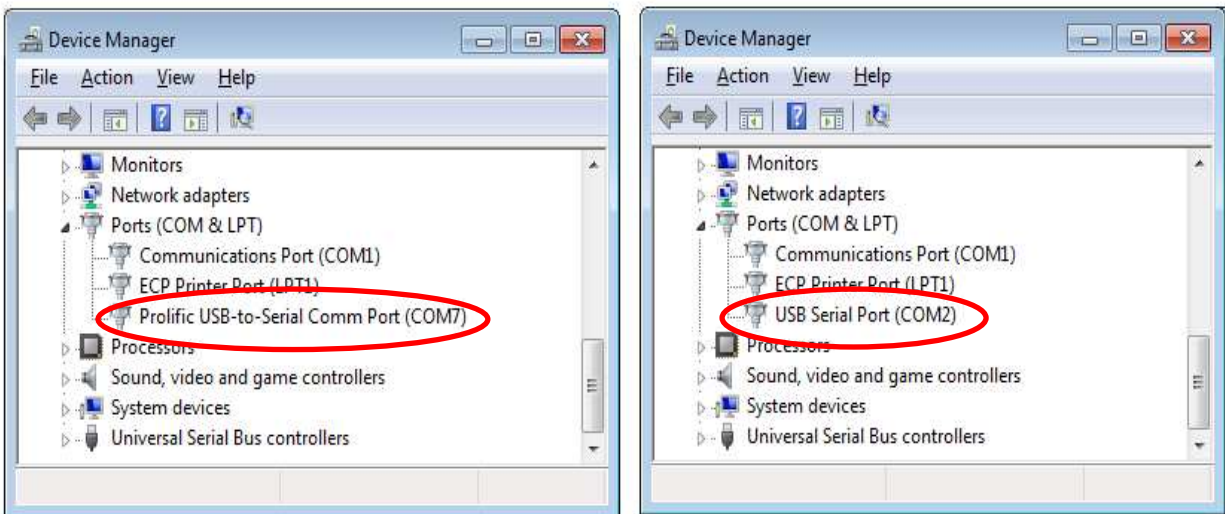 Device Manager
File Action View Help
Monitors
Network adapters
Ports (COM & LPT)
Communications Port (COM1)
ECP Printer Port (LPT1)
Prolific USB-to-Serial Comm Port (COM7)
Processors
Sound, video and game controllers
System devices
Universal Serial Bus controllers
Device Manager
File Action View Help
Monitors
Network adapters
Ports (COM & LPT)
Communications Port (COM1)
ECP Printer Port (LPT1)
USB Serial Port (COM2)
Processors
Sound, video and game controllers
System devices
Universal Serial Bus controllers